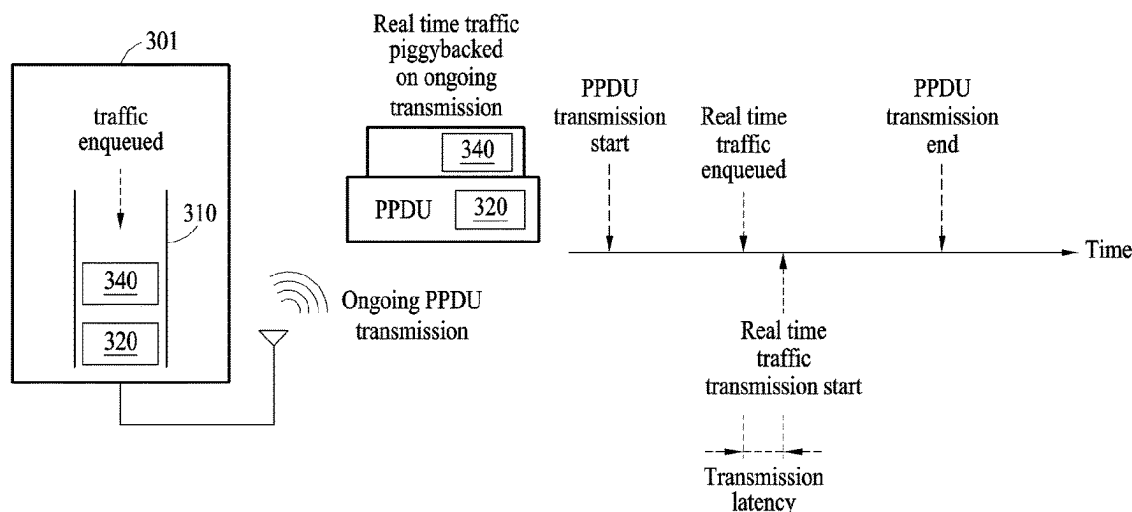 301
traffic
enqueued
310
340
320
Real time traffic
piggybacked
on ongoing
transmission
340
PPDU
320
Ongoing PPDU
transmission
PPDU
transmission
start
Real time
traffic
enqueued
PPDU
transmission
end
Time
Real time
traffic
transmission start
Transmission
latency